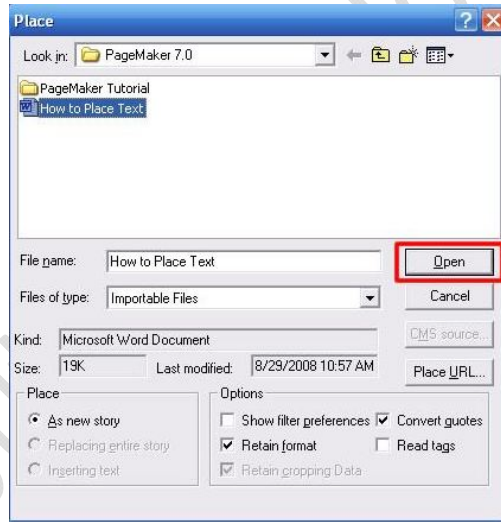 Place
Look in: PageMaker 7.0
PageMaker Tutorial
How to Place Text
File name: How to Place Text Open
Files of type: Importable Files Cancel
Kind: Microsoft Word Document CMS source...
Size: 19K Last modified: 8/29/2008 10:57 AM Place URL...
Place Options
As new story Show filter preferences Convert quotes
Replacing entire story Retain format Read tags
Inserting text Retain cropping Data